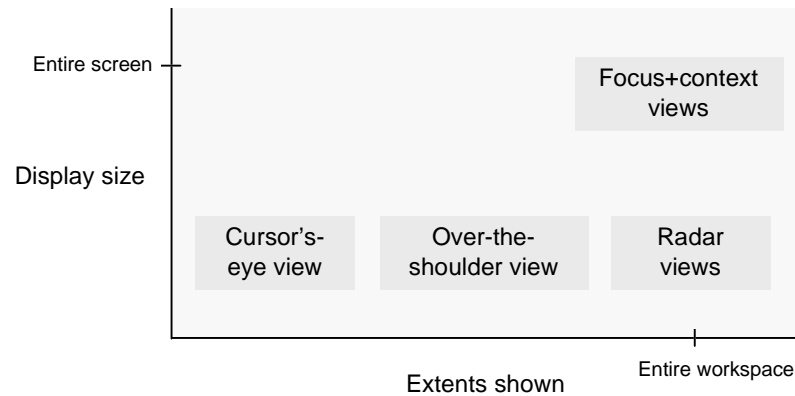 Entire screen
Focus+context
views
Display size
Cursor's-
eye view
Over-the-
shoulder view
Radar
views
Entire workspace
Extents shown